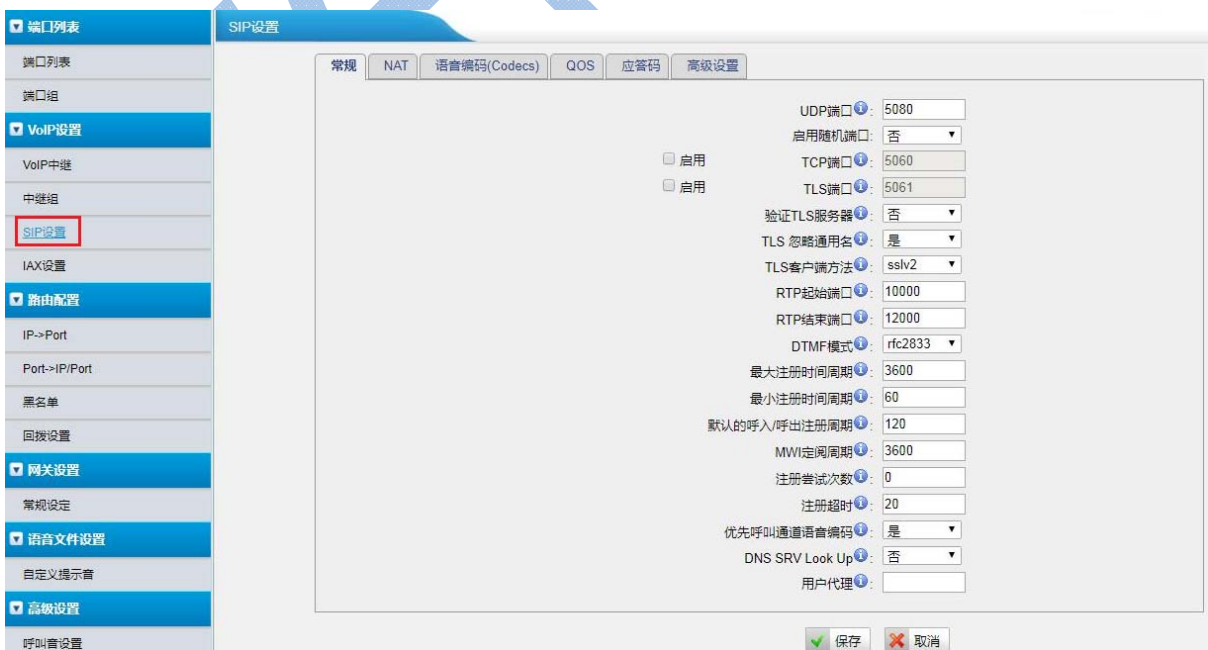 端口列表
端口列表
端口组
VoIP设置
VoIP中继
中继组
SIP设置
IAX设置
路由配置
IP->Port
Port->IP/Port
黑名单
回拨设置
网关设置
常规设定
语音文件设置
自定义提示音
高级设置
呼叫音设置
SIP设置
常规 NAT 语音编码(Codecs) QOS 应答码 高级设置
UDP端口: 5080
启用随机端口: 否
启用 TCP端口: 5060
启用 TLS端口: 5061
验证TLS服务器: 否
TLS 忽略通用名: 是
TLS客户端方法: sslv2
RTP起始端口: 10000
RTP结束端口: 12000
DTMF模式: rfc2833
最大注册时间周期: 3600
最小注册时间周期: 60
默认的呼入/呼出注册周期: 120
MWI定阅周期: 3600
注册尝试次数: 0
注册超时: 20
优先呼叫通道语音编码: 是
DNS SRV Look Up: 否
用户代理:
保存 取消